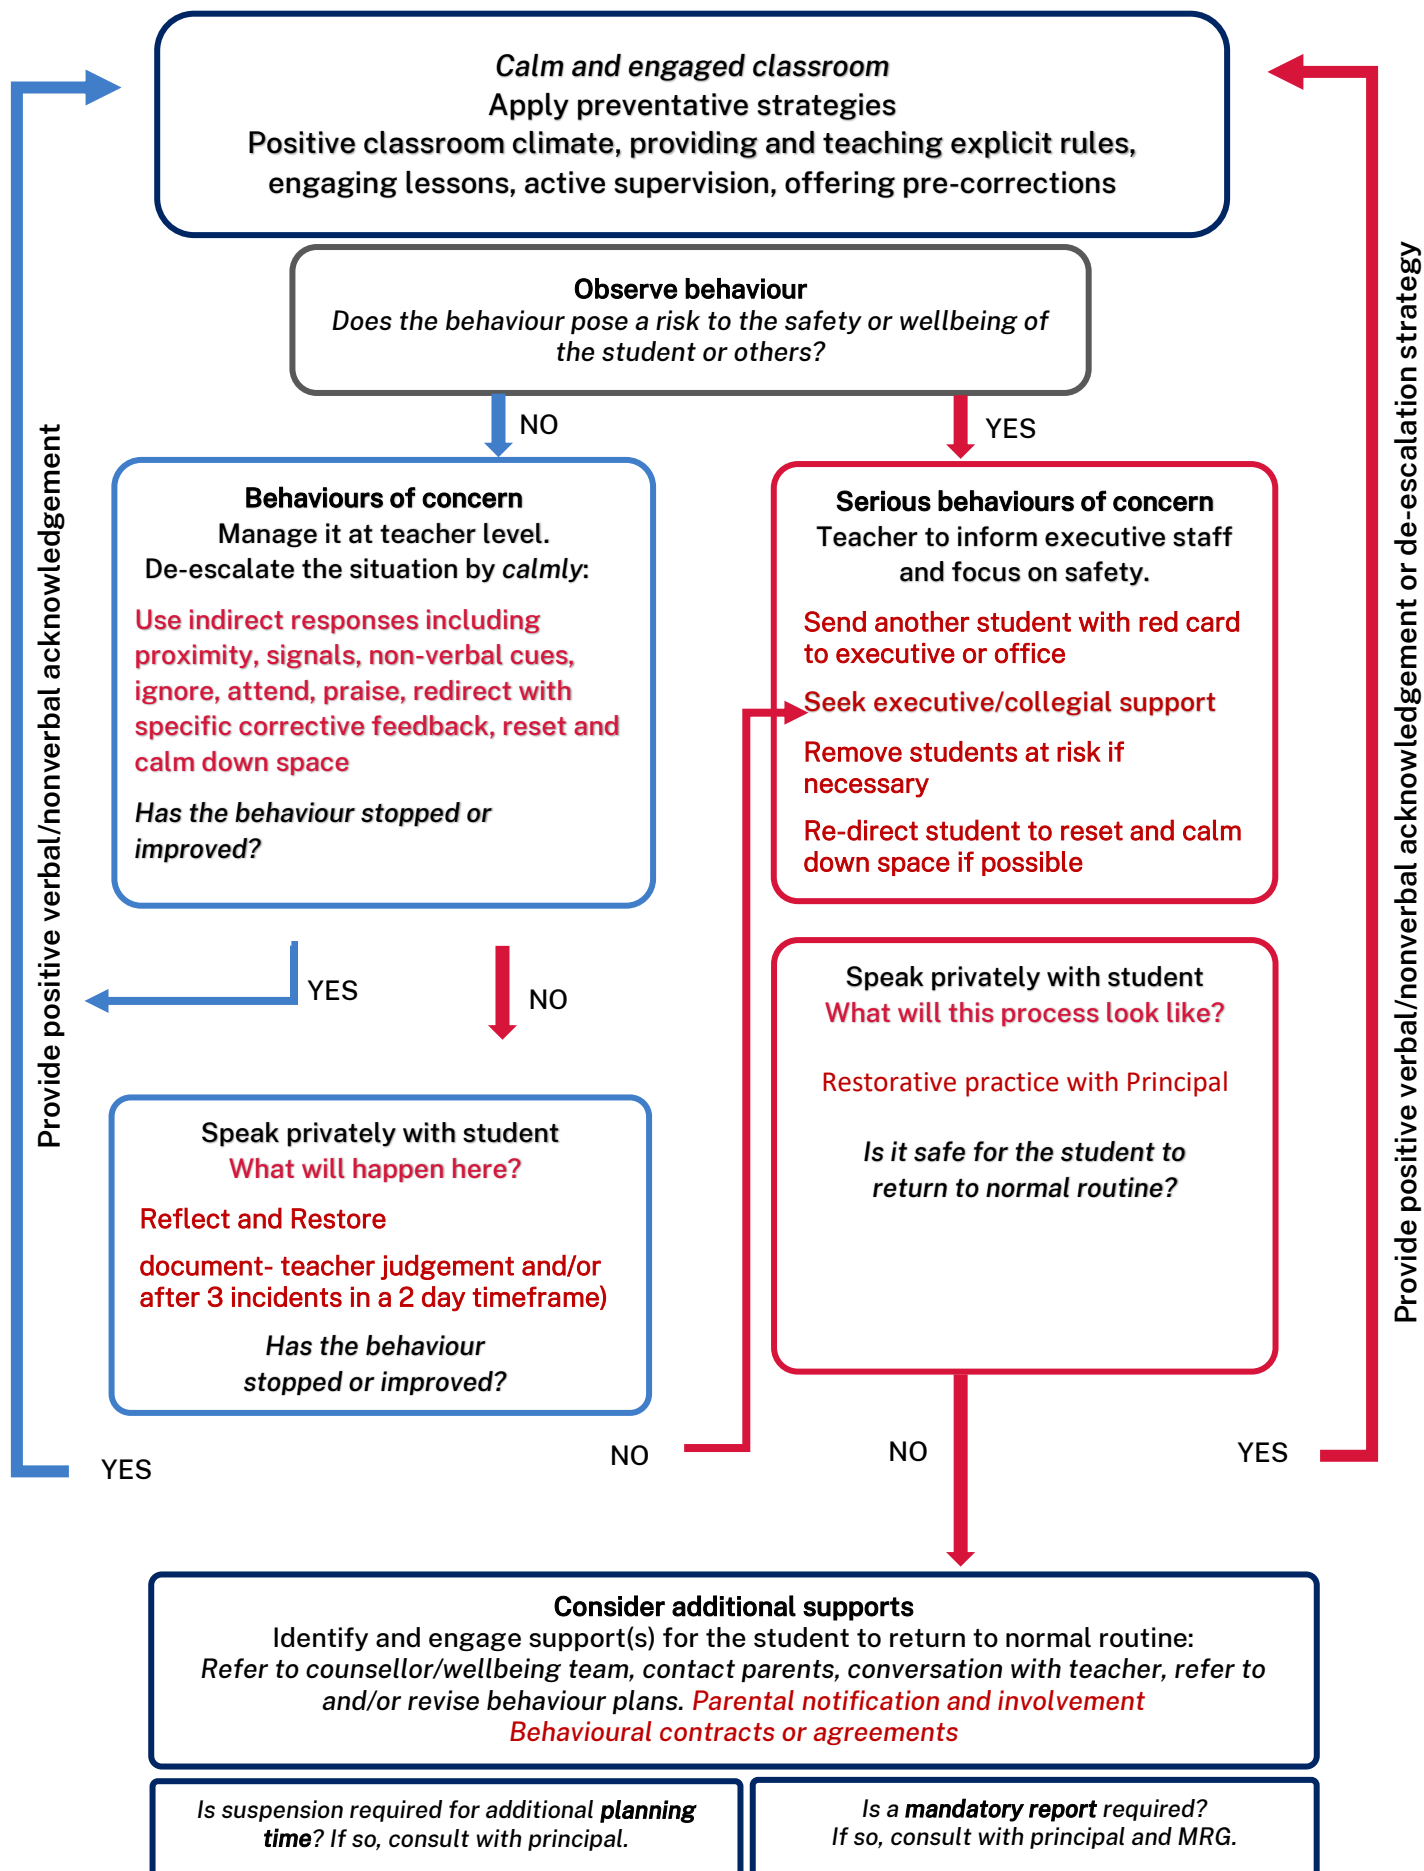 Calm and engaged classroom
Apply preventative strategies
Positive classroom climate, providing and teaching explicit rules,
engaging lessons, active supervision, offering pre-corrections
Observe behaviour
Does the behaviour pose a risk to the safety or wellbeing of
the student or others?
NO
YES
Behaviours of concern
Manage it at teacher level.
De-escalate the situation by calmly:
Use indirect responses including
proximity, signals, non-verbal cues,
ignore, attend, praise, redirect with
specific corrective feedback, reset and
calm down space
Has the behaviour stopped or
improved?
Serious behaviours of concern
Teacher to inform executive staff
and focus on safety.
Send another student with red card
to executive or office
Seek executive/collegial support
Remove students at risk if
necessary
Re-direct student to reset and calm
down space if possible
YES
NO
Speak privately with student
What will happen here?
Reflect and Restore
document- teacher judgement and/or
after 3 incidents in a 2 day timeframe)
Has the behaviour
stopped or improved?
Speak privately with student
What will this process look like?
Restorative practice with Principal
Is it safe for the student to
return to normal routine?
YES
NO
NO
YES
Provide positive verbal/nonverbal acknowledgement
Provide positive verbal/nonverbal acknowledgement or de-escalation strategy
Consider additional supports
Identify and engage support(s) for the student to return to normal routine:
Refer to counsellor/wellbeing team, contact parents, conversation with teacher, refer to
and/or revise behaviour plans. Parental notification and involvement
Behavioural contracts or agreements
Is suspension required for additional planning
time? If so, consult with principal.
Is a mandatory report required?
If so, consult with principal and MRG.